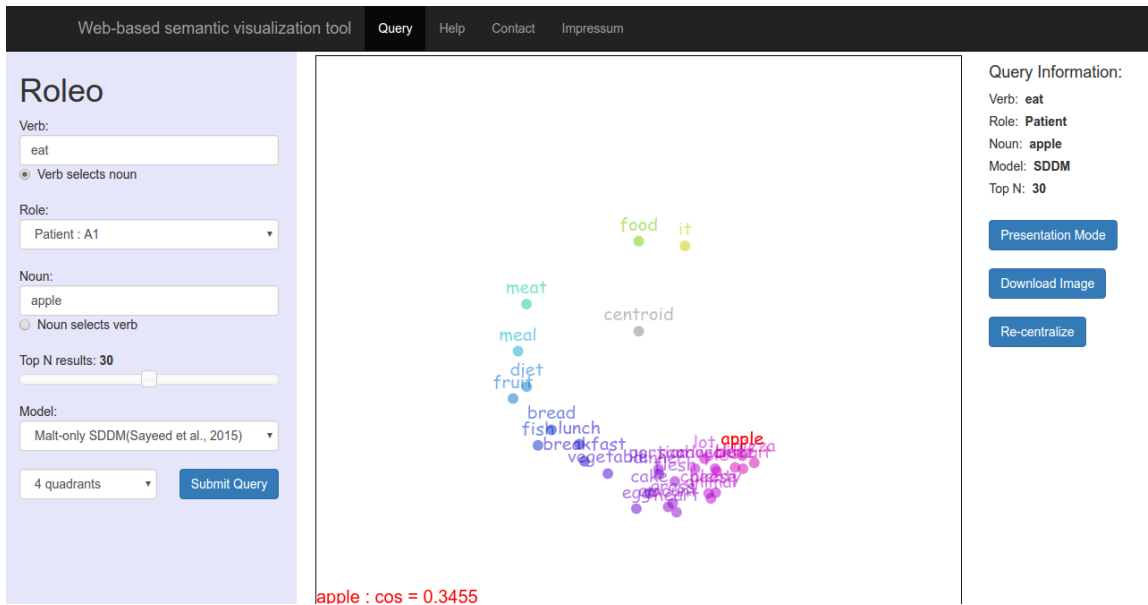 Web-based semantic visualization tool Query Help Contact Impressum
Roleo
Verb:
eat
Verb selects noun
Role:
Patient : A1
Noun:
apple
Noun selects verb
Top N results: 30
Model:
Malt-only SDDM(Sayeed et al., 2015)
4 quadrants
Submit Query
food
it
meat
centroid
meal
diet
fruit
bread
fish lunch
breakfast
vegetable
lot
apple
flesh
cake
cheese
animal
grass
egg
heart
apple : cos = 0.3455
Query Information:
Verb: eat
Role: Patient
Noun: apple
Model: SDDM
Top N: 30
Presentation Mode
Download Image
Re-centralize